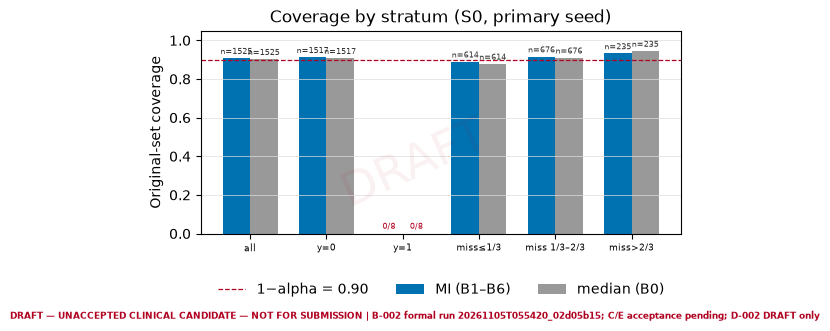 Coverage by stratum (S0, primary seed)
Original-set coverage
1.0
0.8
0.6
0.4
0.2
0.0
n=1525 n=1525
n=1517 n=1517
0/8 0/8
n=614 n=614
n=676 n=676
n=235 n=235
DRAFT
all y=0 y=1 miss≤1/3 miss 1/3–2/3 miss>2/3
1−alpha = 0.90 MI (B1–B6) median (B0)
DRAFT — UNACCEPTED CLINICAL CANDIDATE — NOT FOR SUBMISSION | B-002 formal run 20261105T055420_02d05b15; C/E acceptance pending; D-002 DRAFT only